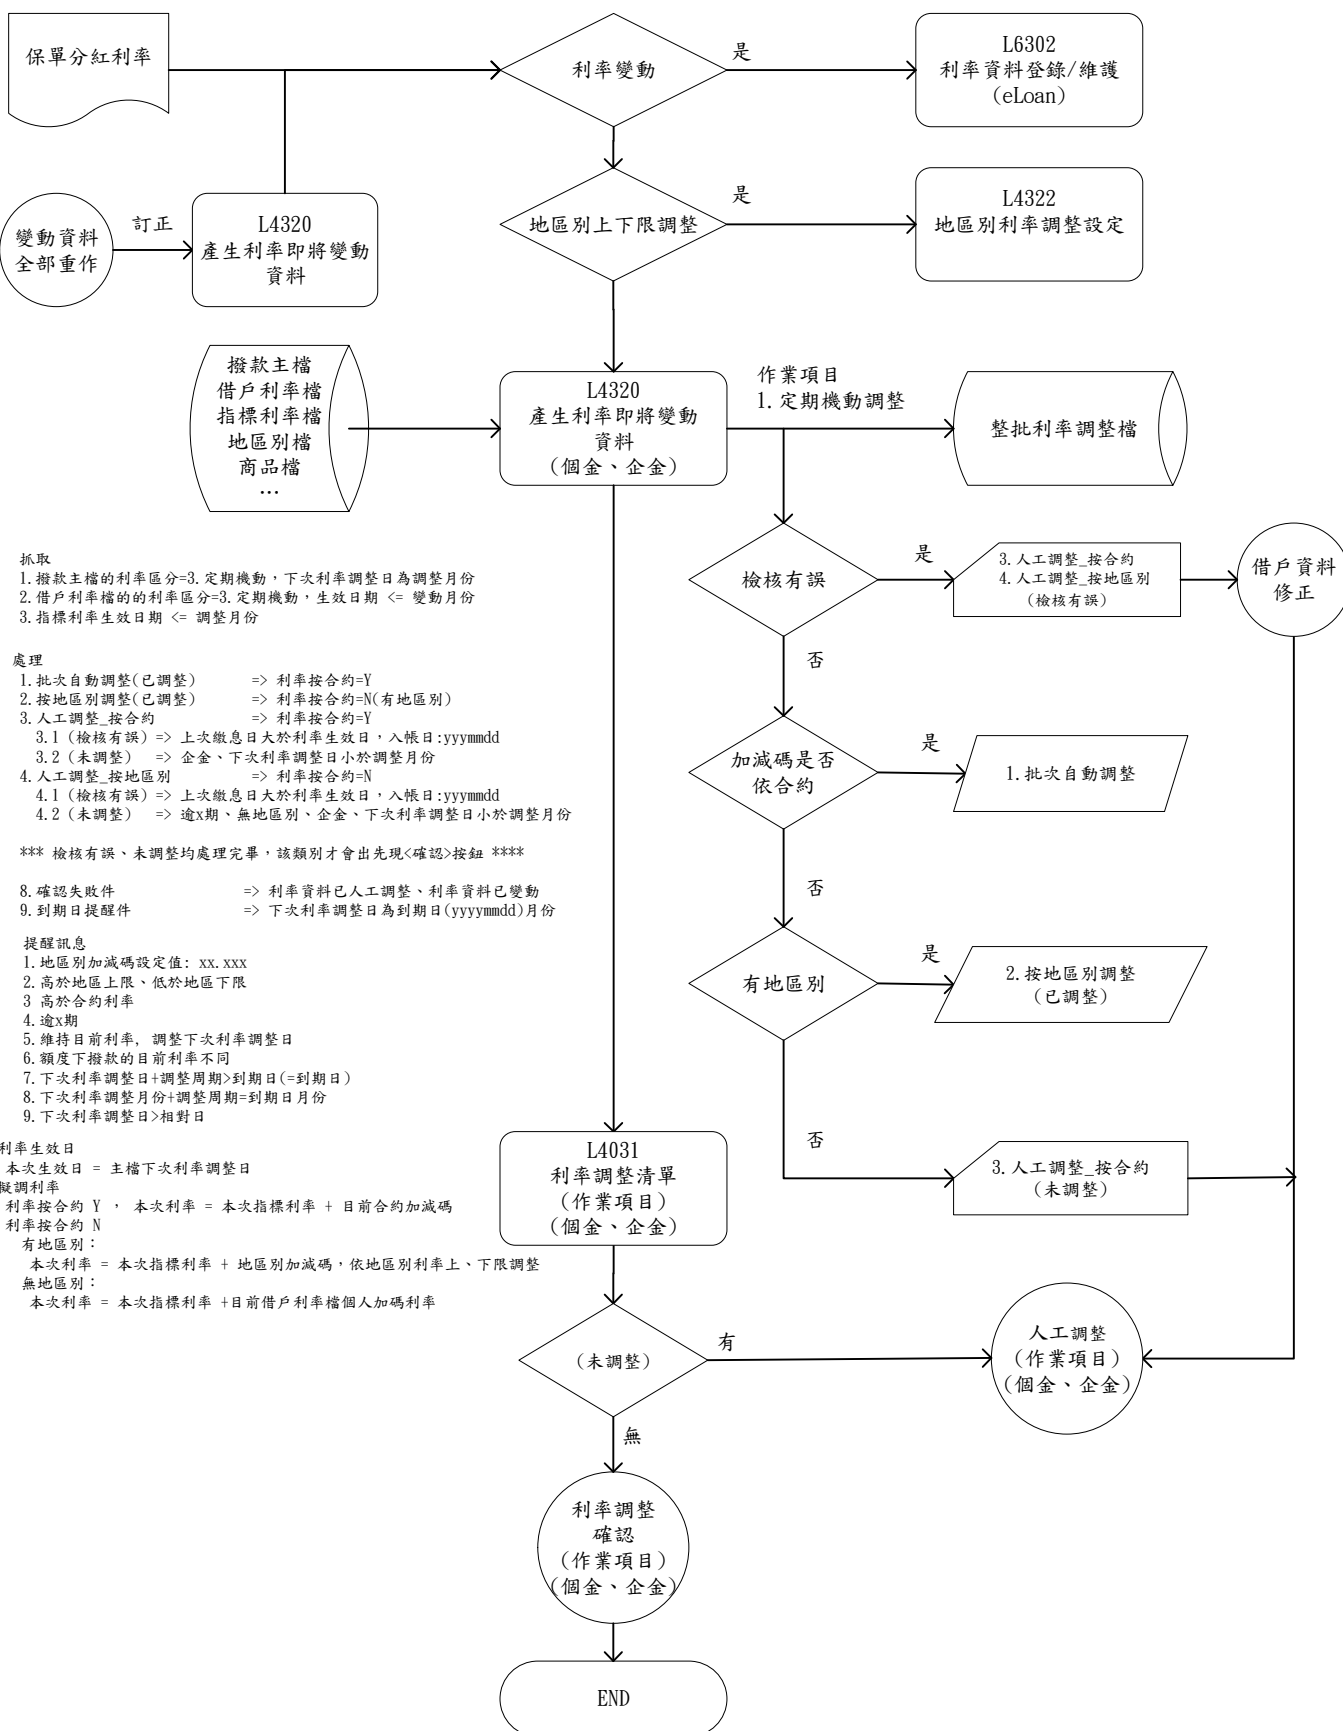 保單分紅利率
利率變動
是
L6302
利率資料登錄/維護
(eLoan)
變動資料
全部重作
訂正
L4320
產生利率即將變動
資料
地區別上下限調整
是
L4322
地區別利率調整設定
撥款主檔
借戶利率檔
指標利率檔
地區別檔
商品檔
...
L4320
產生利率即將變動
資料
(個金、企金)
作業項目
1.定期機動調整
整批利率調整檔
抓取
1.撥款主檔的利率區分=3.定期機動，下次利率調整日為調整月份
2.借戶利率檔的的利率區分=3.定期機動，生效日期 <= 變動月份
3.指標利率生效日期 <= 調整月份
檢核有誤
是
3.人工調整_按合約
4.人工調整_按地區別
(檢核有誤)
借戶資料
修正
否
處理
1.批次自動調整(已調整) => 利率按合約=Y
2.按地區別調整(已調整) => 利率按合約=N(有地區別)
3.人工調整_按合約 => 利率按合約=Y
3.1 (檢核有誤) => 上次繳息日大於利率生效日，入帳日:yyymmdd
3.2 (未調整) => 企金、下次利率調整日小於調整月份
4.人工調整_按地區別 => 利率按合約=N
4.1 (檢核有誤) => 上次繳息日大於利率生效日，入帳日:yyymmdd
4.2 (未調整) => 逾x期、無地區別、企金、下次利率調整日小於調整月份
*** 檢核有誤、未調整均處理完畢，該類別才會出先現<確認>按鈕 ****
8.確認失敗件 => 利率資料已人工調整、利率資料已變動
9.到期日提醒件 => 下次利率調整日為到期日(yyyymmdd)月份
加減碼是否
依合約
是
1.批次自動調整
否
提醒訊息
1.地區別加減碼設定值: xx.xxx
2.高於地區上限、低於地區下限
3 高於合約利率
4.逾x期
5.維持目前利率, 調整下次利率調整日
6.額度下撥款的目前利率不同
7.下次利率調整日+調整周期>到期日(=到期日)
8.下次利率調整月份+調整周期=到期日月份
9.下次利率調整日>相對日
有地區別
是
2.按地區別調整
(已調整)
否
3.人工調整_按合約
(未調整)
利率生效日
本次生效日 = 主檔下次利率調整日
擬調利率
利率按合約 Y ， 本次利率 = 本次指標利率 + 目前合約加減碼
利率按合約 N
有地區別：
本次利率 = 本次指標利率 + 地區別加減碼，依地區別利率上、下限調整
無地區別：
本次利率 = 本次指標利率 +目前借戶利率檔個人加碼利率
L4031
利率調整清單
(作業項目)
(個金、企金)
(未調整)
有
人工調整
(作業項目)
(個金、企金)
無
利率調整
確認
(作業項目)
(個金、企金)
END